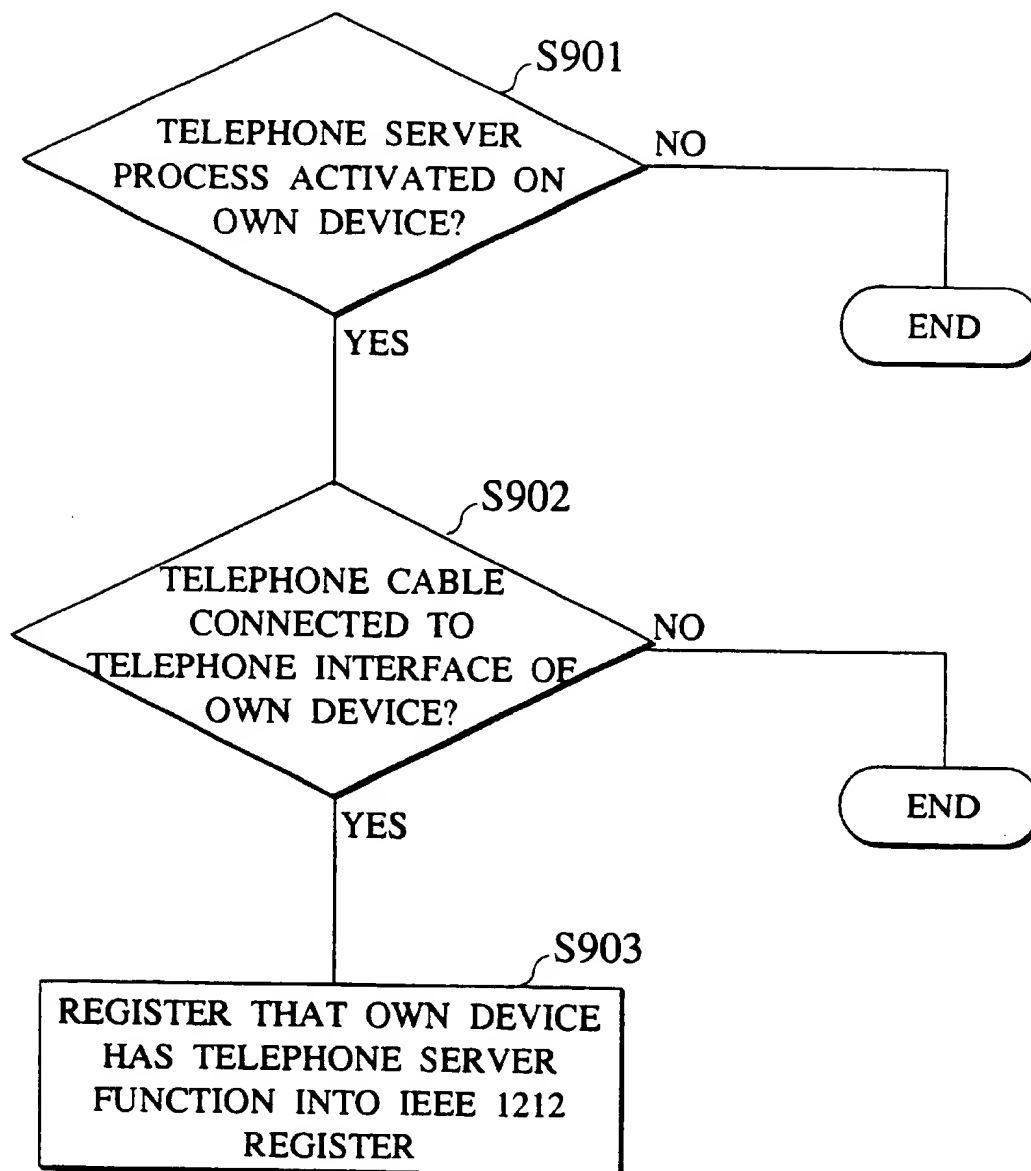 S901
TELEPHONE SERVER
PROCESS ACTIVATED ON
OWN DEVICE?
NO
END
YES
S902
TELEPHONE CABLE
CONNECTED TO
TELEPHONE INTERFACE OF
OWN DEVICE?
NO
END
YES
S903
REGISTER THAT OWN DEVICE
HAS TELEPHONE SERVER
FUNCTION INTO IEEE 1212
REGISTER